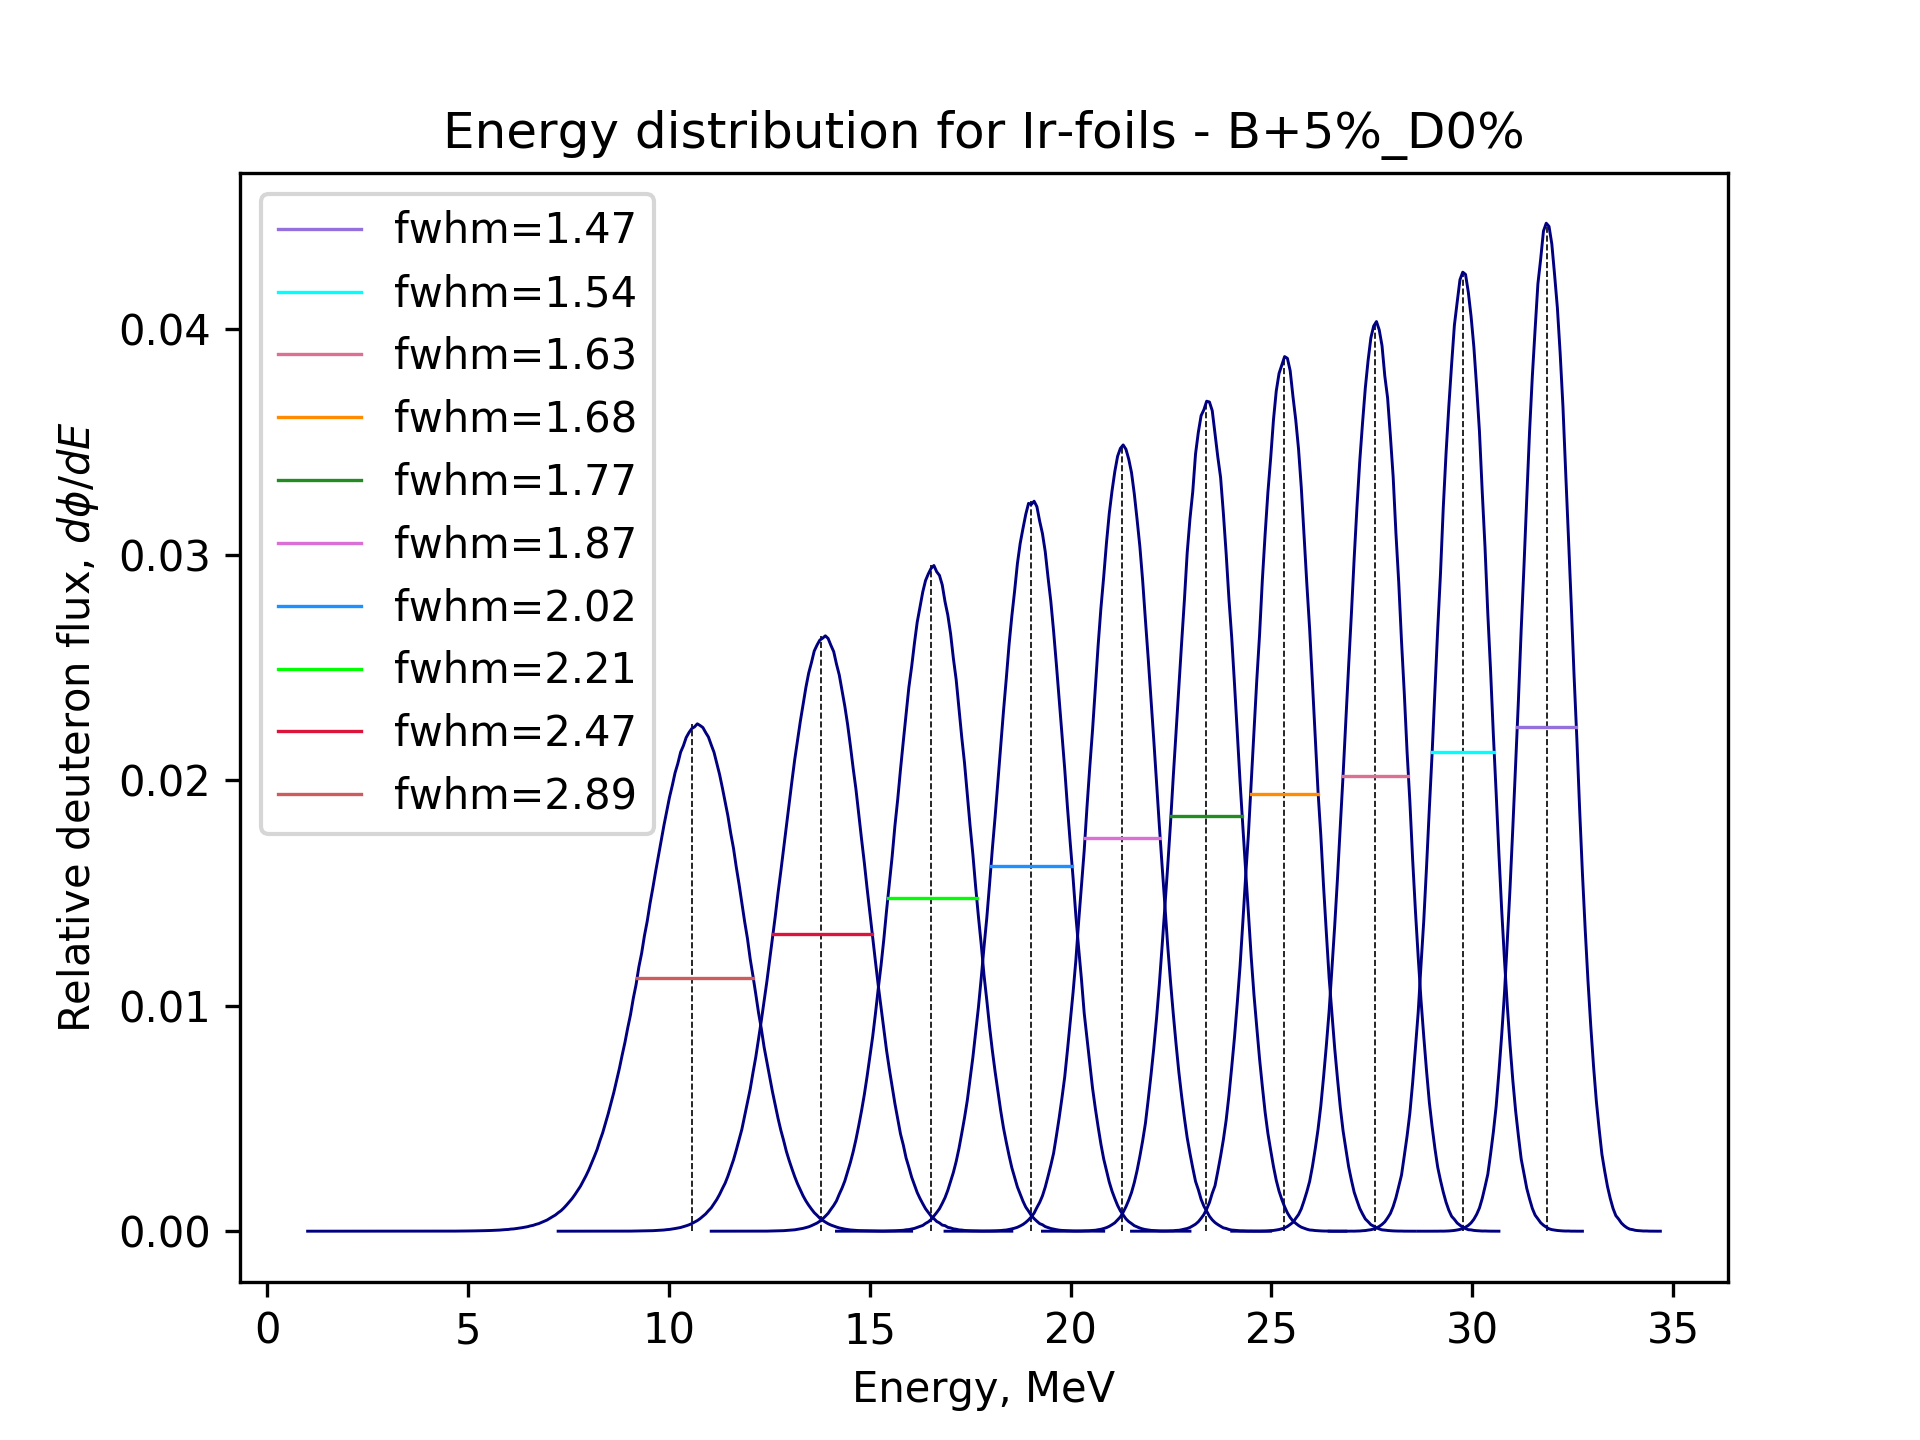 Energy distribution for Ir-foils - B+5%_D0%
fwhm=1.47
fwhm=1.54
fwhm=1.63
fwhm=1.68
fwhm=1.77
fwhm=1.87
fwhm=2.02
fwhm=2.21
fwhm=2.47
fwhm=2.89
Relative deuteron flux, dϕ/dE
0.04
0.03
0.02
0.01
0.00
0 5 10 15 20 25 30 35
Energy, MeV